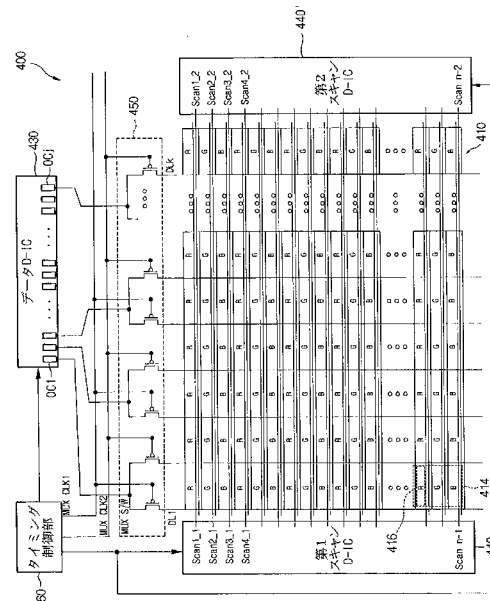 400
データD-IC
430
OC1
OCj
タイミング
制御部
60
MUX CLK1
MUX CLK2
MUX S/W
450
DL1
DLk
440'
Scan1_1
Scan2_1
Scan3_1
Scan4_1
第1
スキャン
D-IC
Scan n-1
Scan1_2
Scan2_2
Scan3_2
Scan4_2
第2
スキャン
D-IC
Scan n-2
R R R R R R
G G G G G G
B B B B B B
R R R R R R
G G G G G G
B B B B B B
R R R R R R
G G G G G G
B B B B B B
R R R R R R
G G G G G G
B B B B B B
R R R R R R
G G G G G G
B B B B B B
410
414
416
440